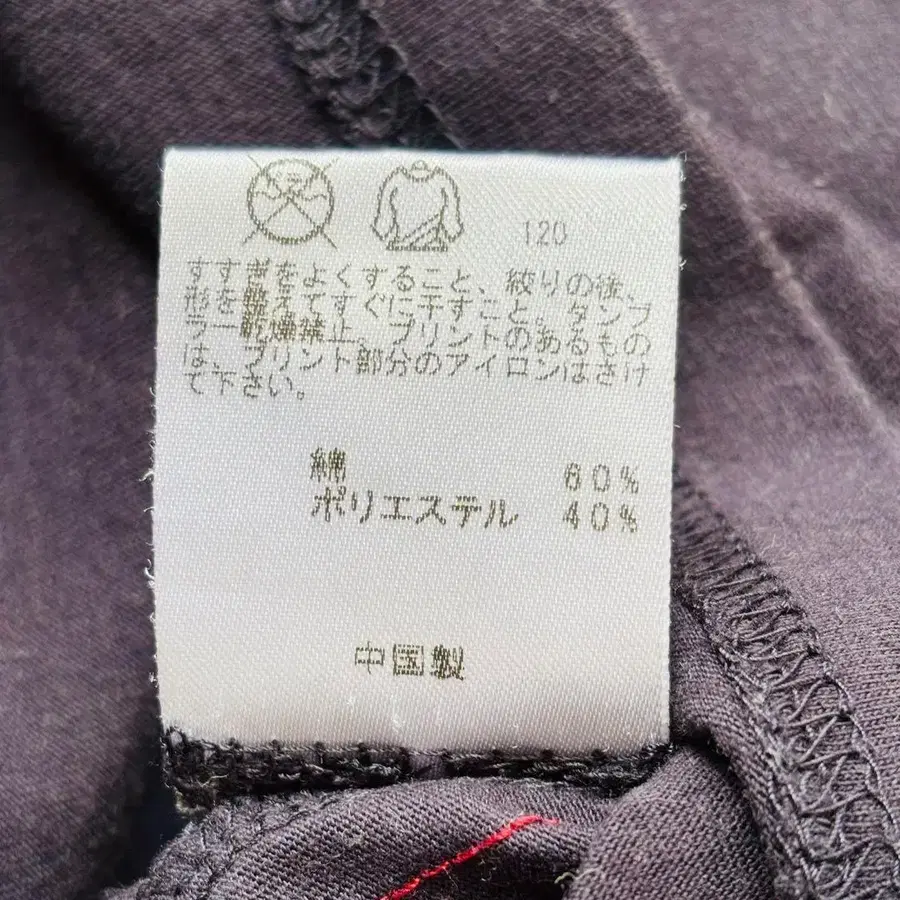 120
すすぎをよくすること、絞りの後、
形を整えてすぐに干すこと。タンブ
ラー乾燥禁止。プリントのあるもの
は、プリント部分のアイロンはさけ
て下さい。
綿 60%
ポリエステル 40%
中国製